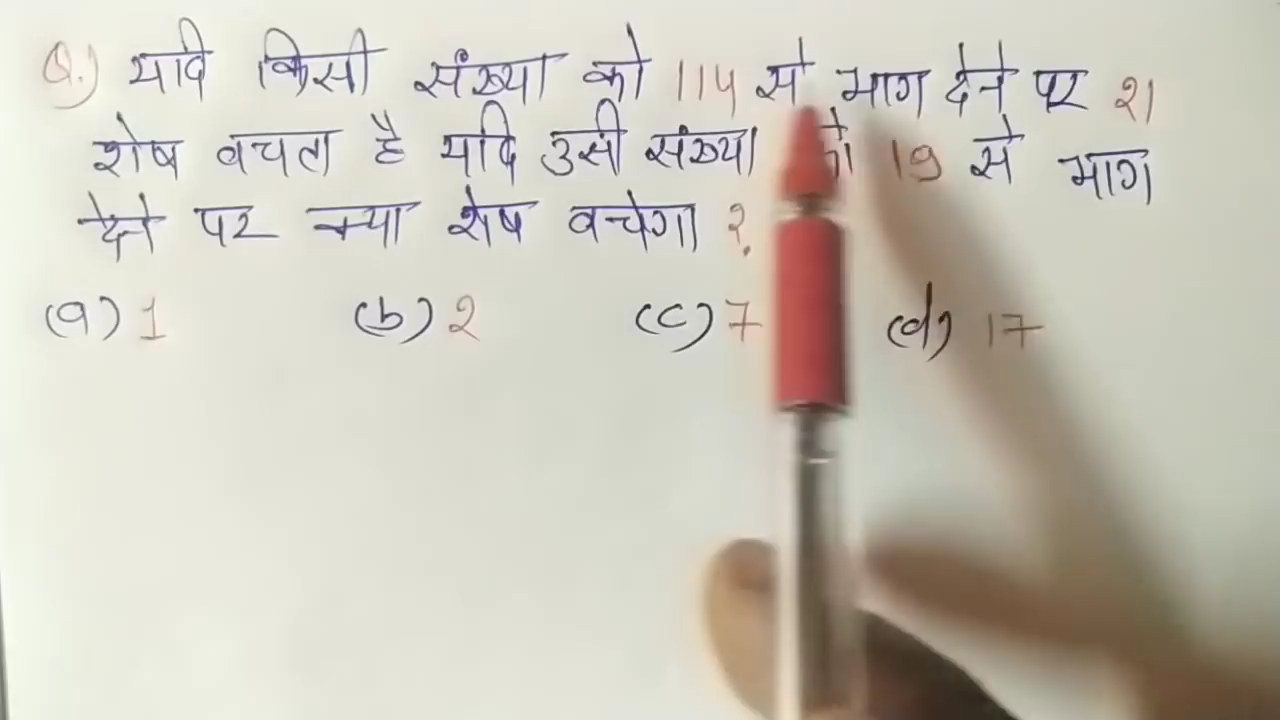 Q.) यदि किसी संख्या को 114 से भाग देने पर 21
शेष बचता है यदि उसी संख्या को 19 से भाग
देने पर क्या शेष बचेगा ?
(a) 1 (b) 2 (c) 7 (d) 17